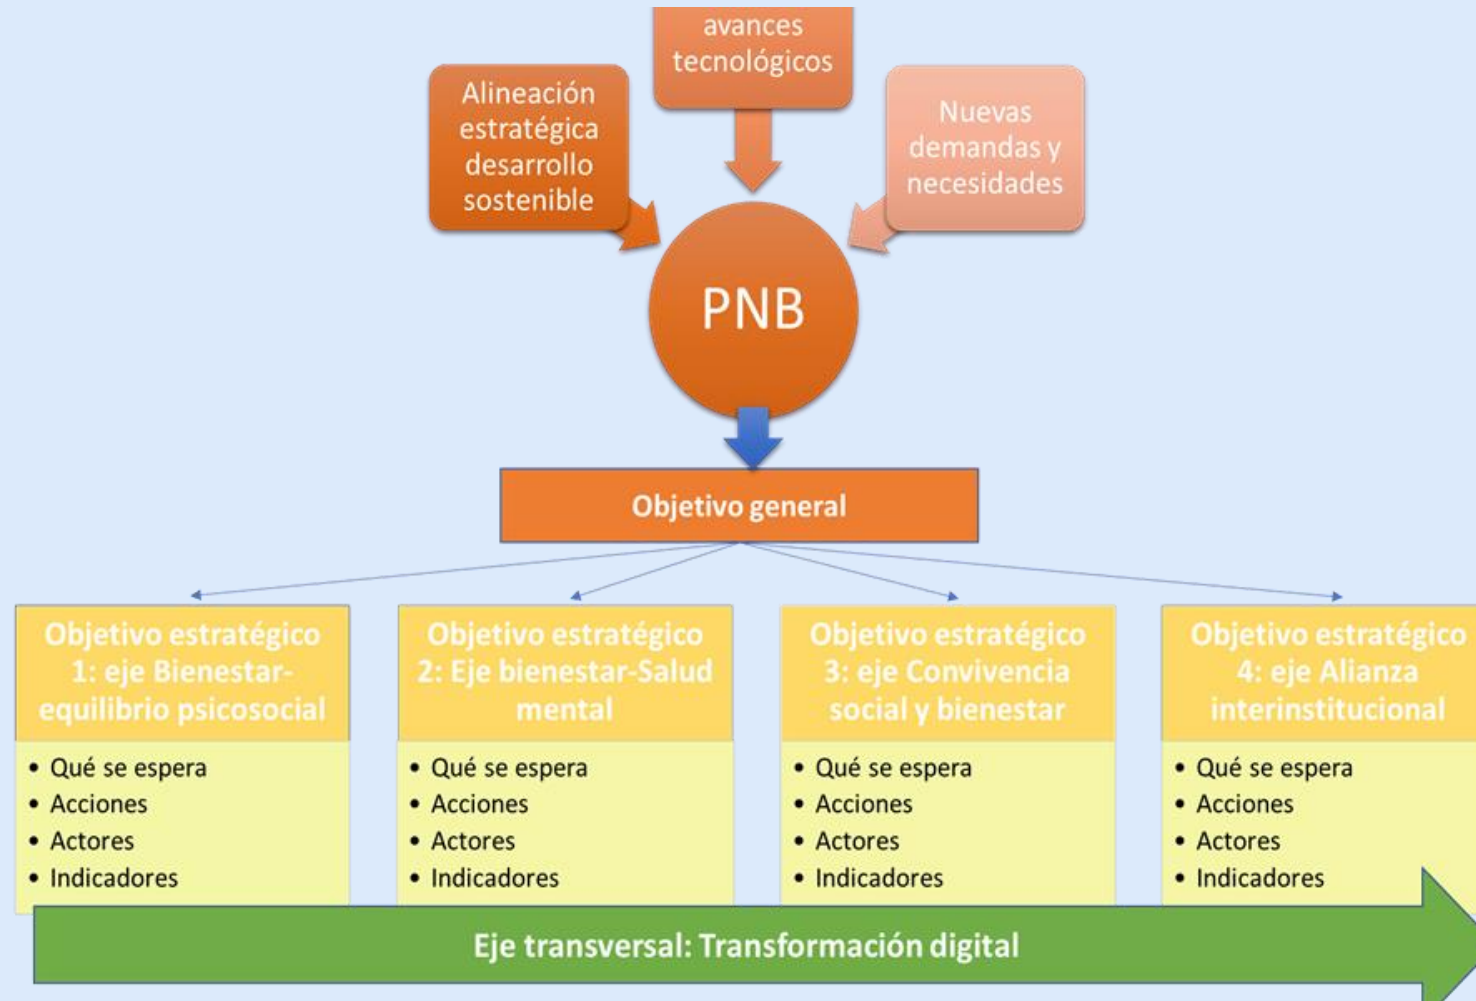 avances
tecnológicos
Alineación
estratégica
desarrollo
sostenible
Nuevas
demandas y
necesidades
PNB
Objetivo general
Objetivo estratégico
1: eje Bienestar-
equilibrio psicosocial
• Qué se espera
• Acciones
• Actores
• Indicadores
Objetivo estratégico
2: Eje bienestar-Salud
mental
• Qué se espera
• Acciones
• Actores
• Indicadores
Objetivo estratégico
3: eje Convivencia
social y bienestar
• Qué se espera
• Acciones
• Actores
• Indicadores
Objetivo estratégico
4: eje Alianza
interinstitucional
• Qué se espera
• Acciones
• Actores
• Indicadores
Eje transversal: Transformación digital